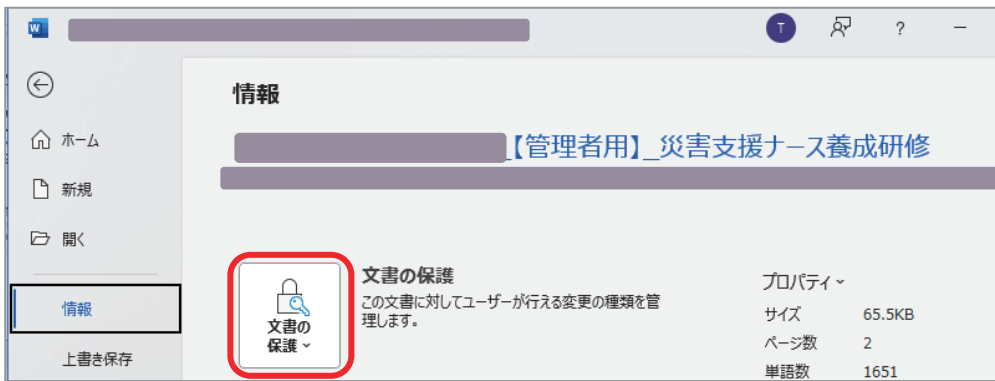 W
T
?
情報
ホーム
新規
開く
情報
上書き保存
_【管理者用】_災害支援ナース養成研修
文書の
保護
文書の保護
この文書に対してユーザーが行える変更の種類を管
理します。
プロパティ
サイズ 65.5KB
ページ数 2
単語数 1651